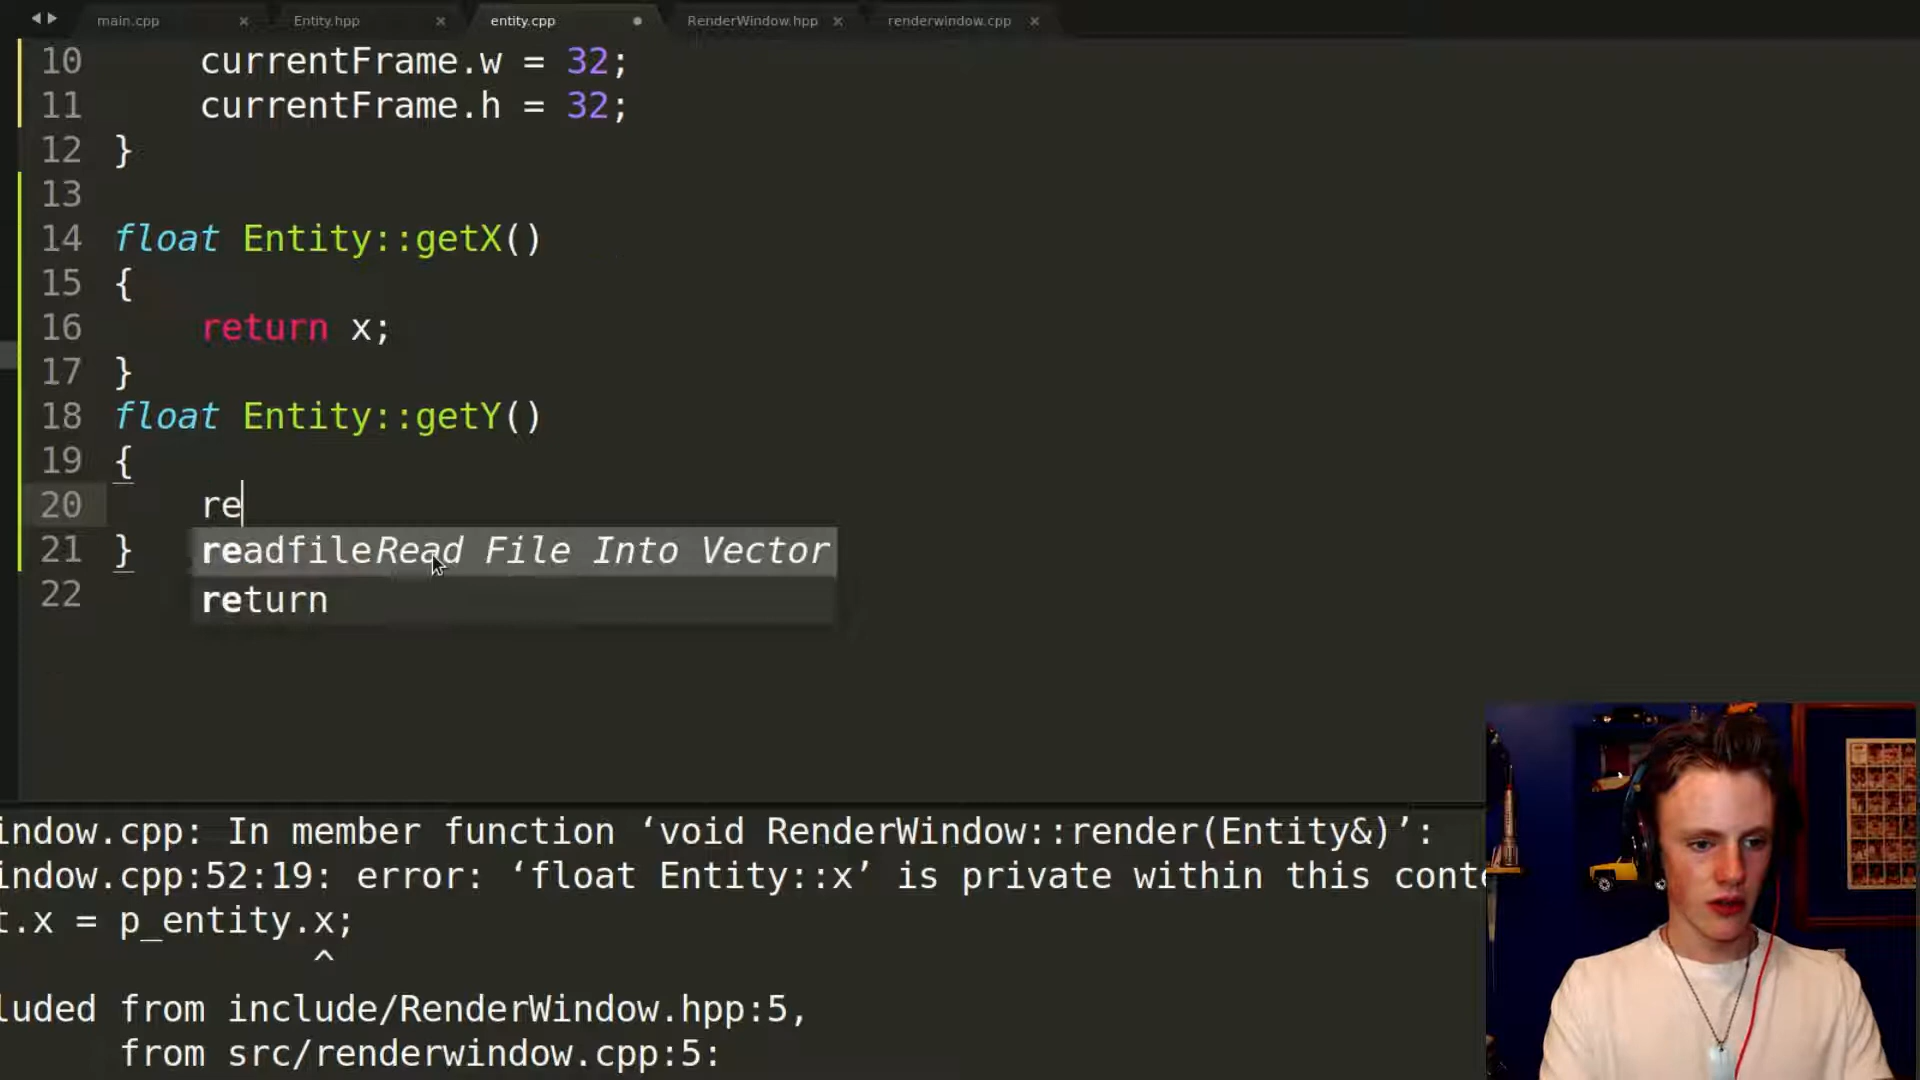 main.cpp Entity.hpp entity.cpp RenderWindow.hpp renderwindow.cpp
10 currentFrame.w = 32;
11 currentFrame.h = 32;
12 }
13
14 float Entity::getX()
15 {
16 return x;
17 }
18 float Entity::getY()
19 {
20 re
21 } readfile Read File Into Vector
22 return
indow.cpp: In member function ‘void RenderWindow::render(Entity&)’:
indow.cpp:52:19: error: ‘float Entity::x’ is private within this conte
t.x = p_entity.x;
^
luded from include/RenderWindow.hpp:5,
from src/renderwindow.cpp:5: